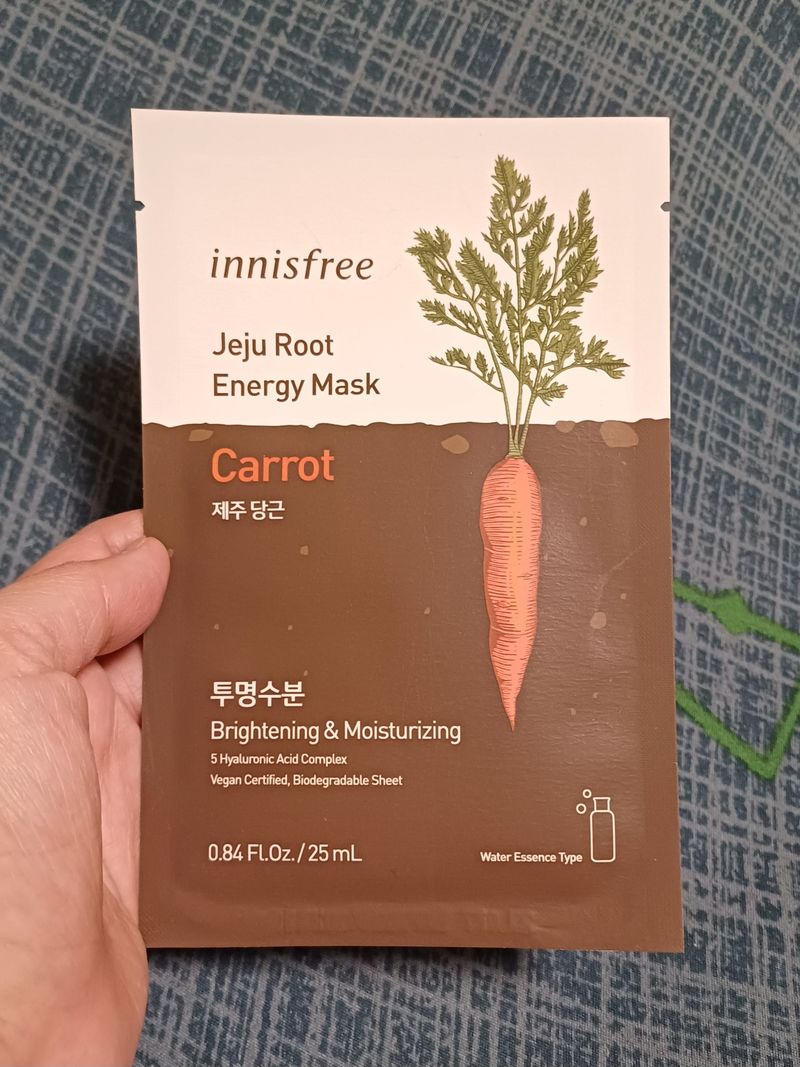 innisfree
Jeju Root
Energy Mask
Carrot
제주 당근
투명수분
Brightening & Moisturizing
5 Hyaluronic Acid Complex
Vegan Certified, Biodegradable Sheet
0.84 Fl.Oz. / 25 mL
Water Essence Type